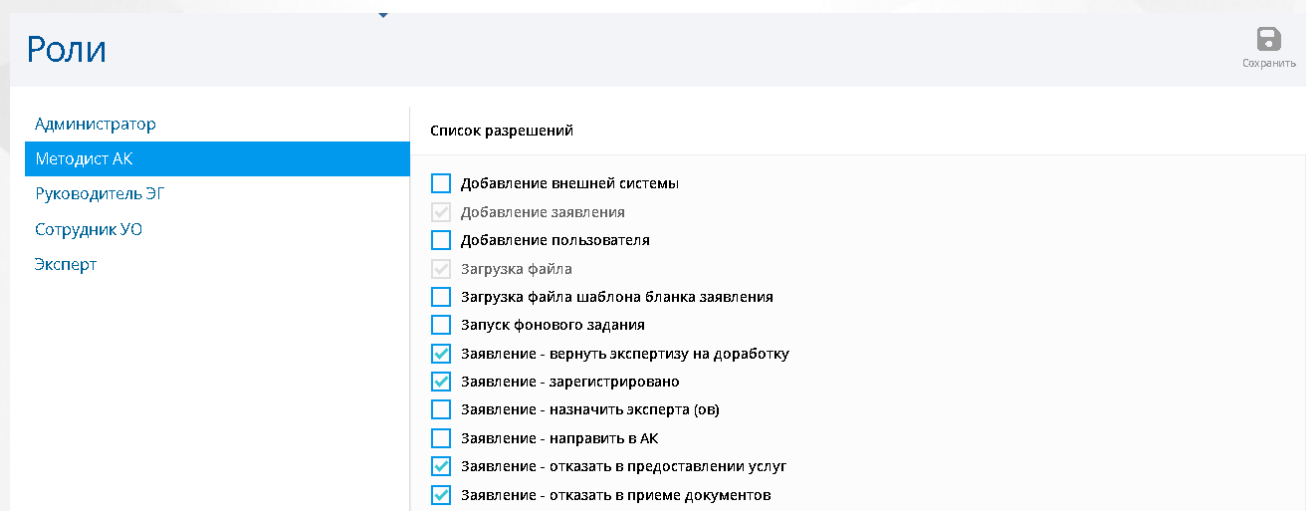 Роли
Сохранить
Администратор
Методист АК
Руководитель ЭГ
Сотрудник УО
Эксперт
Список разрешений
Добавление внешней системы
Добавление заявления
Добавление пользователя
Загрузка файла
Загрузка файла шаблона бланка заявления
Запуск фонового задания
Заявление - вернуть экспертизу на доработку
Заявление - зарегистрировано
Заявление - назначить эксперта (ов)
Заявление - направить в АК
Заявление - отказать в предоставлении услуг
Заявление - отказать в приеме документов